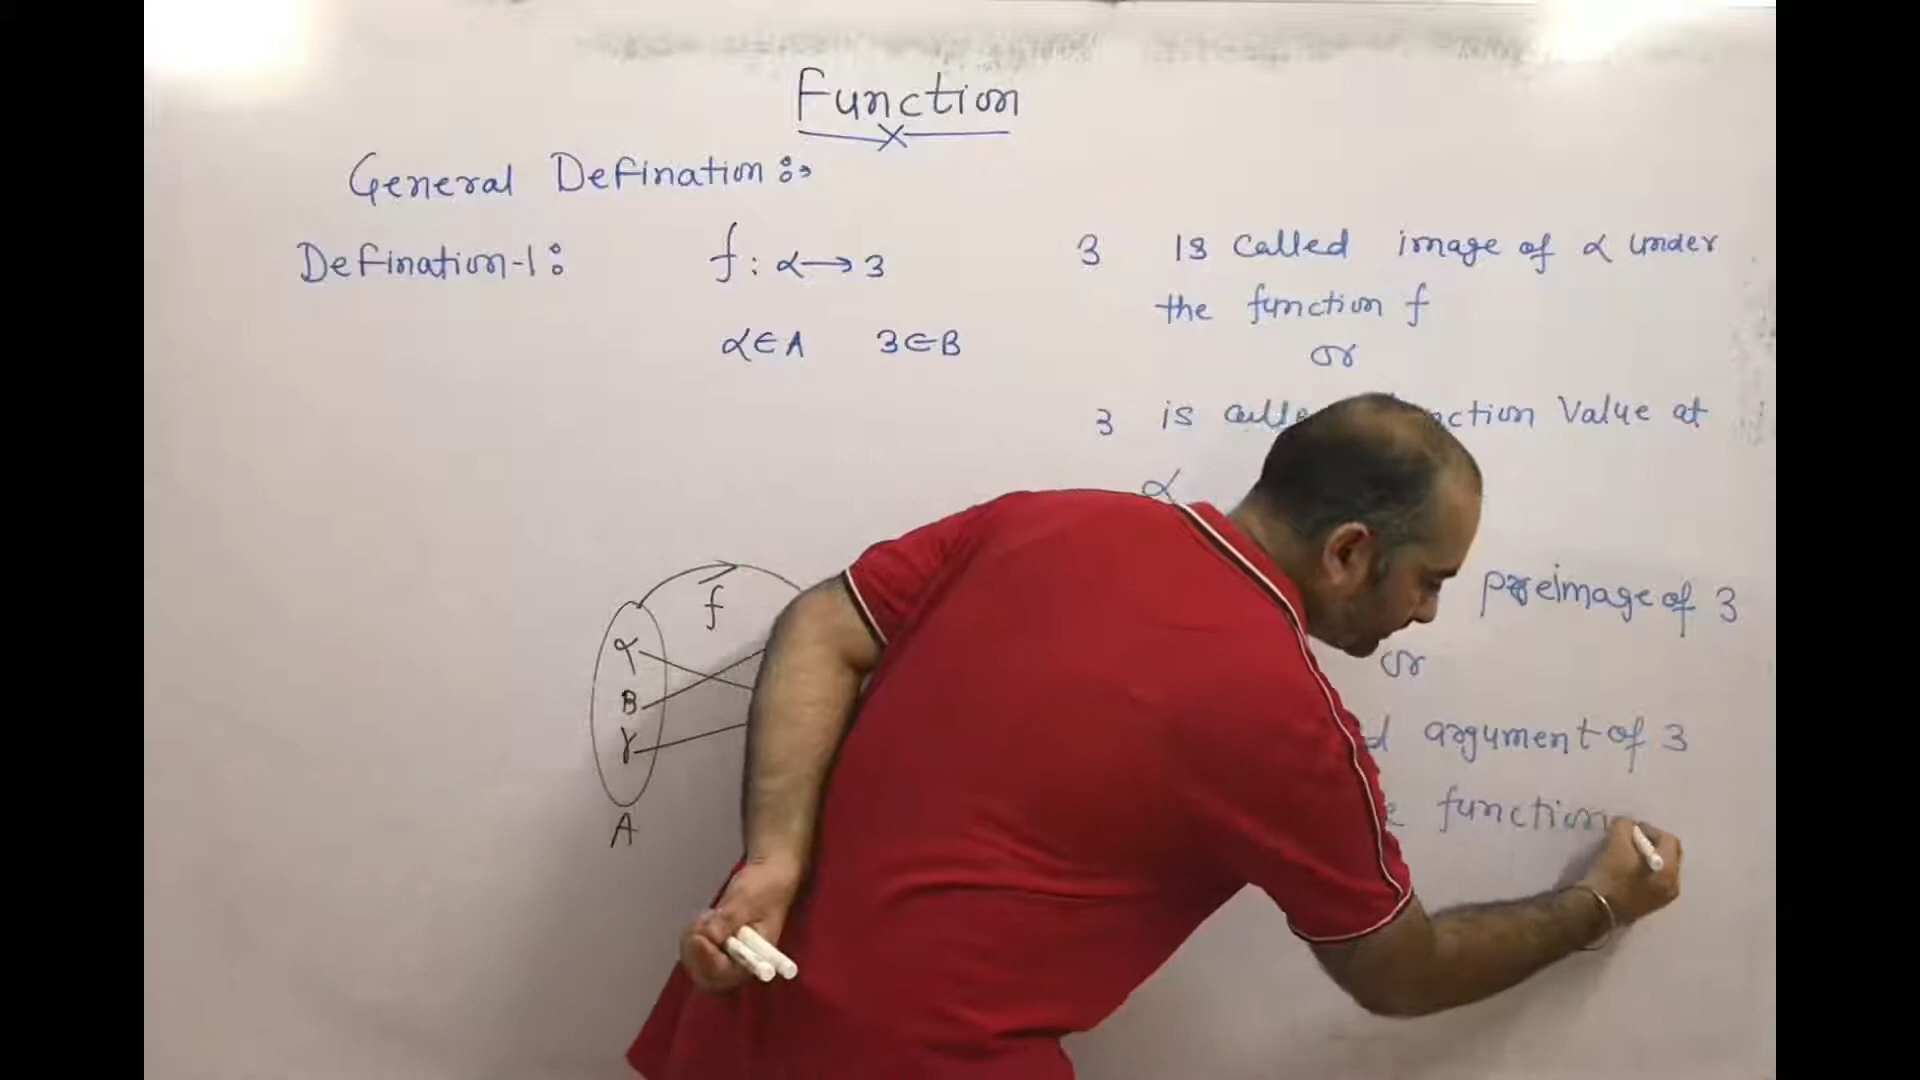 Function
General Defination :
Defination-1 :
f : α → 3
α ∈ A 3 ∈ B
3 Is Called image of α under
the function f
or
3 is Value at
α
preimage of 3
or
argument of 3
function
f
α
B
γ
A